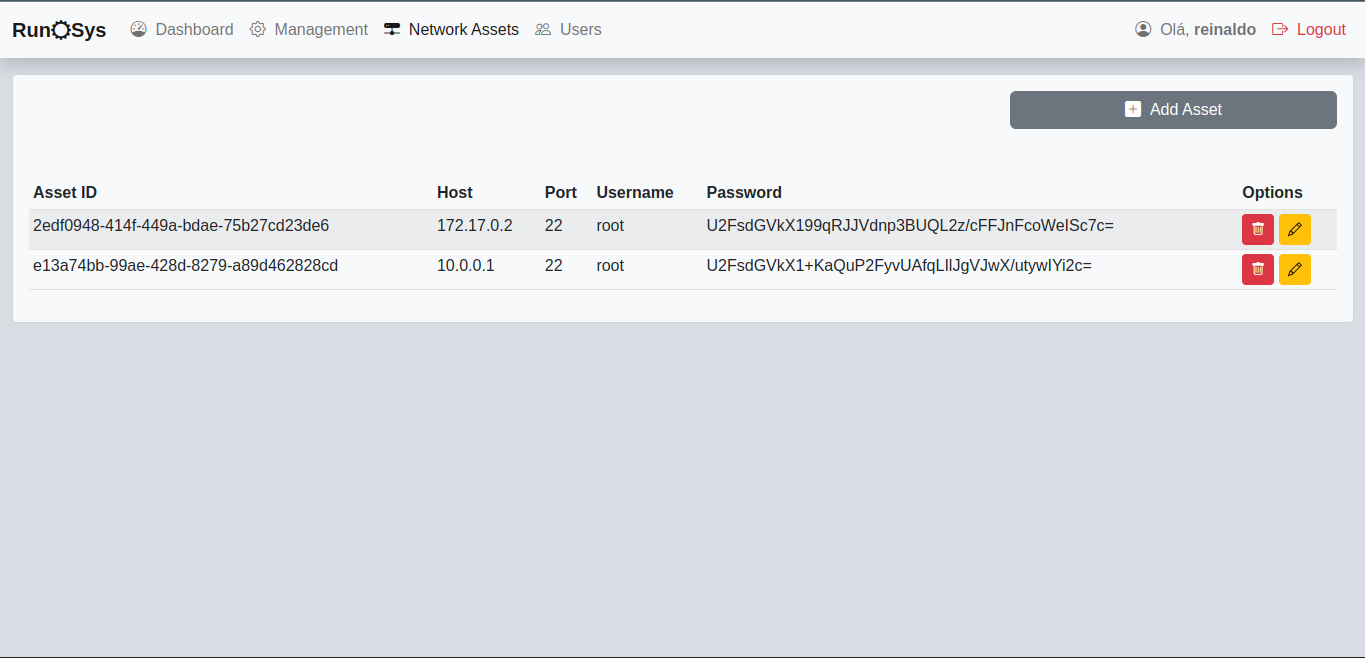 RunSys Dashboard Management Network Assets Users Olá, reinaldo Logout
Add Asset
Asset ID Host Port Username Password Options
2edf0948-414f-449a-bdae-75b27cd23de6 172.17.0.2 22 root U2FsdGVkX199qRJJVdnp3BUQL2z/cFFJnFcoWeISc7c=
e13a74bb-99ae-428d-8279-a89d462828cd 10.0.0.1 22 root U2FsdGVkX1+KaQuP2FyvUAfqLIlJgVJwX/utywIYi2c=